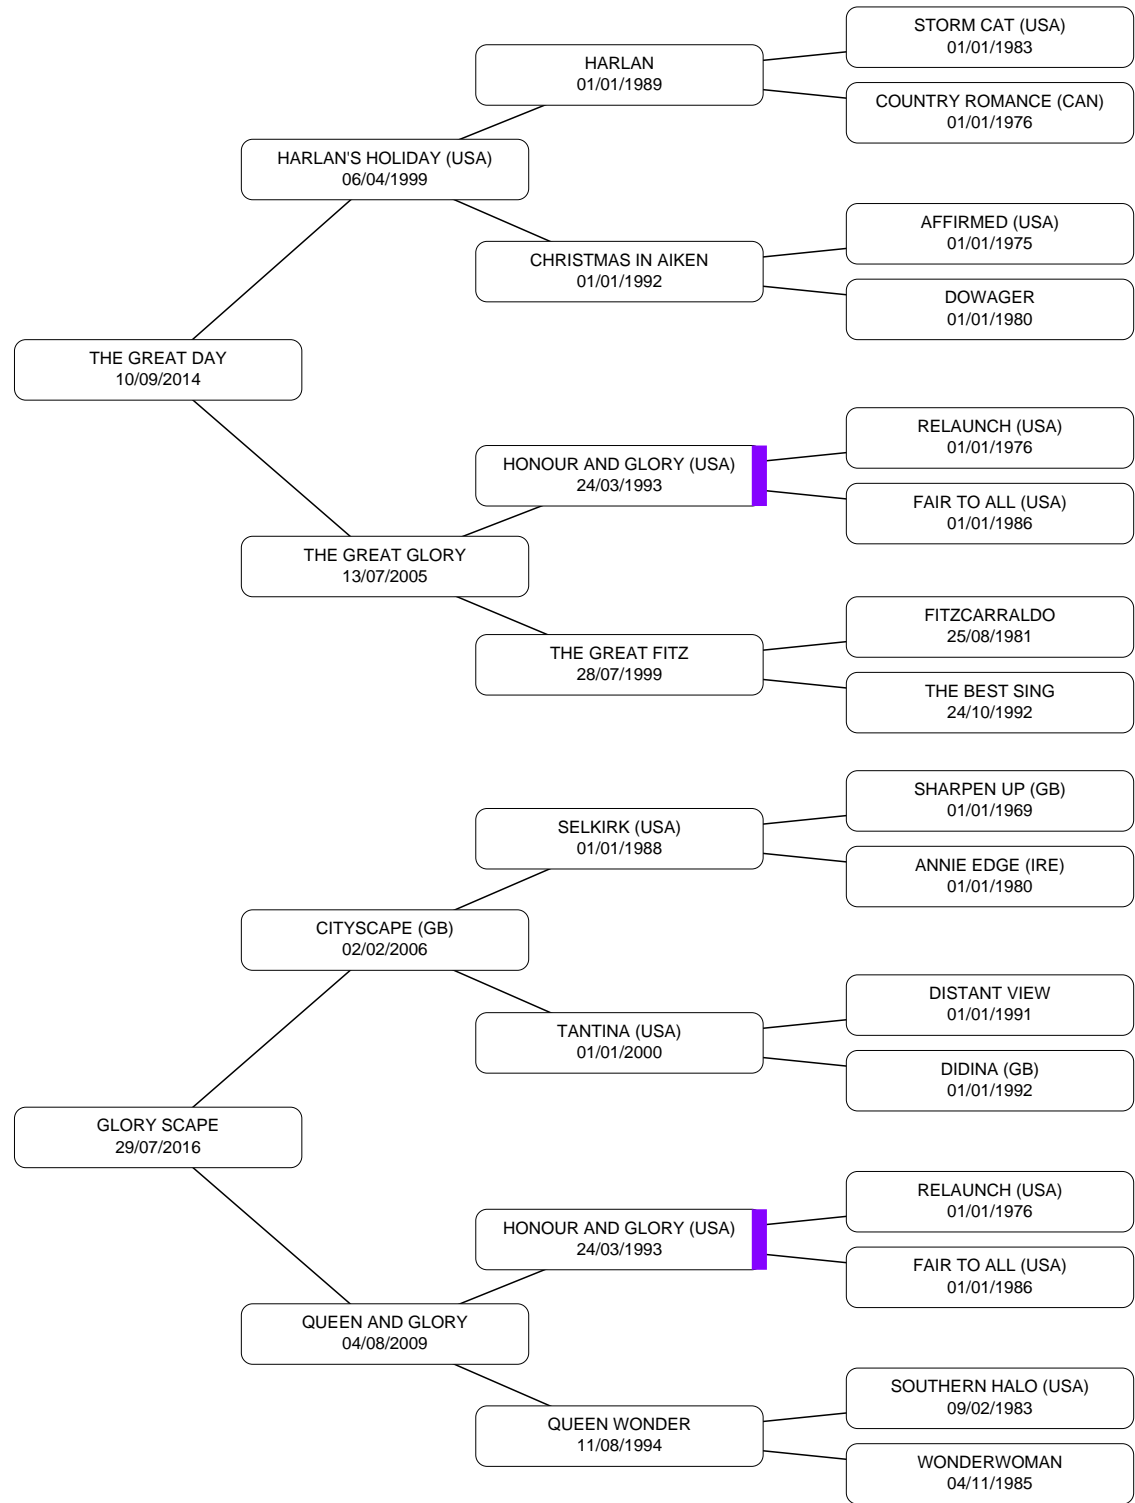 STORM CAT (USA)
01/01/1983
HARLAN
01/01/1989
COUNTRY ROMANCE (CAN)
01/01/1976
HARLAN'S HOLIDAY (USA)
06/04/1999
AFFIRMED (USA)
01/01/1975
CHRISTMAS IN AIKEN
01/01/1992
DOWAGER
01/01/1980
THE GREAT DAY
10/09/2014
RELAUNCH (USA)
01/01/1976
HONOUR AND GLORY (USA)
24/03/1993
FAIR TO ALL (USA)
01/01/1986
THE GREAT GLORY
13/07/2005
FITZCARRALDO
25/08/1981
THE GREAT FITZ
28/07/1999
THE BEST SING
24/10/1992
SHARPEN UP (GB)
01/01/1969
SELKIRK (USA)
01/01/1988
ANNIE EDGE (IRE)
01/01/1980
CITYSCAPE (GB)
02/02/2006
DISTANT VIEW
01/01/1991
TANTINA (USA)
01/01/2000
DIDINA (GB)
01/01/1992
GLORY SCAPE
29/07/2016
RELAUNCH (USA)
01/01/1976
HONOUR AND GLORY (USA)
24/03/1993
FAIR TO ALL (USA)
01/01/1986
QUEEN AND GLORY
04/08/2009
SOUTHERN HALO (USA)
09/02/1983
QUEEN WONDER
11/08/1994
WONDERWOMAN
04/11/1985